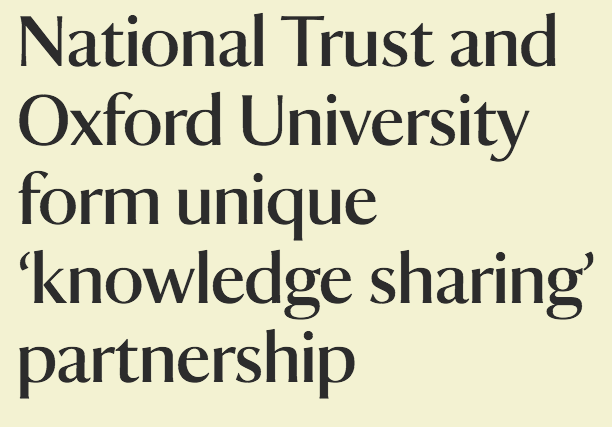 National Trust and
Oxford University
form unique
‘knowledge sharing’
partnership